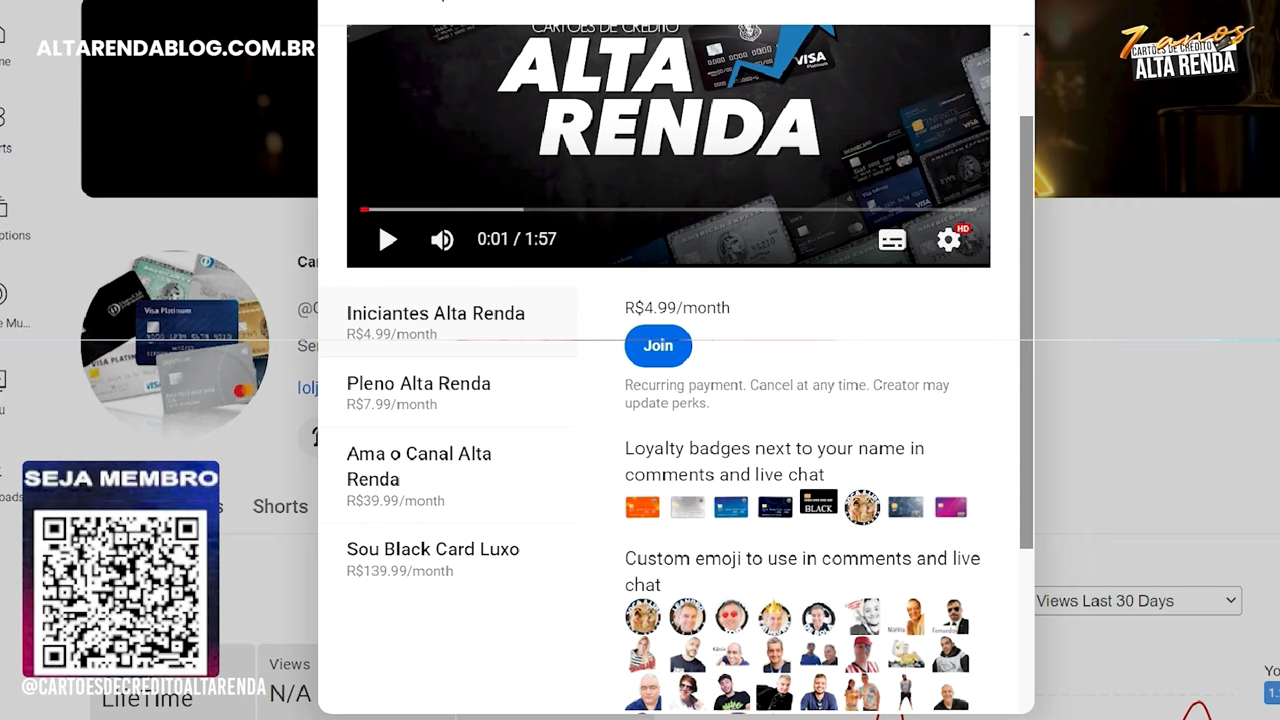 ALTARENDABLOG.COM.BR
7 anos
CARTÕES DE CRÉDITO
ALTA RENDA
CARTÕES DE CRÉDITO
ALTA
RENDA
VISA
0:01 / 1:57
HD
Iniciantes Alta Renda
R$4.99/month
Pleno Alta Renda
R$7.99/month
Ama o Canal Alta
Renda
R$39.99/month
Sou Black Card Luxo
R$139.99/month
R$4.99/month
Join
Recurring payment. Cancel at any time. Creator may
update perks.
Loyalty badges next to your name in
comments and live chat
BLACK
Custom emoji to use in comments and live
chat
Visa Platinum
SEJA MEMBRO
@CARTOESDECREDITOALTARENDA
Shorts
Views
N/A
LifeTime
Views Last 30 Days